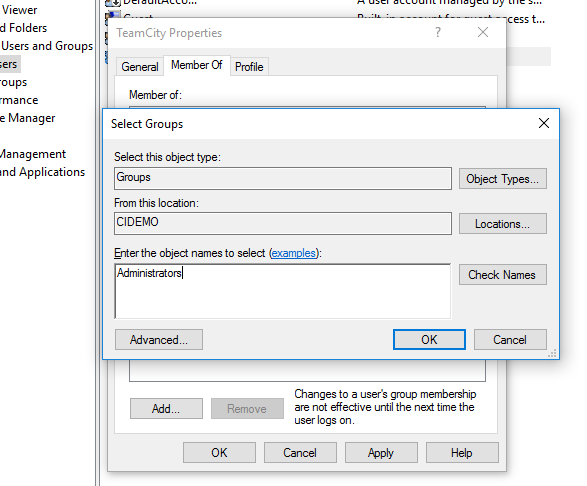 Viewer
d Folders
Users and Groups
sers
roups
rmance
e Manager
Management
and Applications
DefaultAcco...
A user account managed by the s...
Guest
Built-in account for guest access t...
TeamCity Properties
General
Member Of
Profile
Member of:
Select Groups
Select this object type:
Groups
Object Types...
From this location:
CIDEMO
Locations...
Enter the object names to select (examples):
Administrators
Check Names
Advanced...
OK
Cancel
Add...
Remove
Changes to a user's group membership
are not effective until the next time the
user logs on.
OK
Cancel
Apply
Help